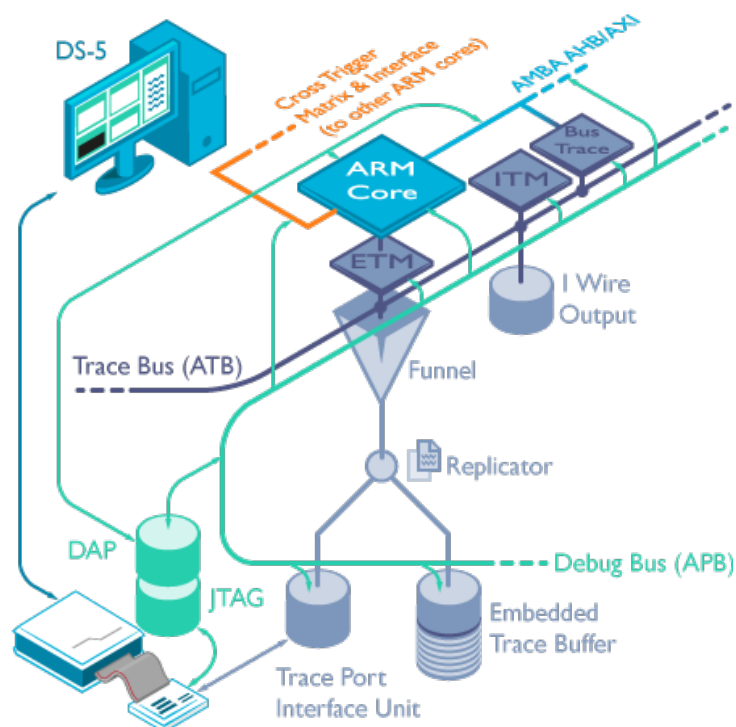 DS-5
Cross Trigger
Matrix & Interface
(to other ARM cores)
AMBA AHB/AXI
Bus
Trace
ITM
ARM
Core
ETM
1 Wire
Output
Trace Bus (ATB)
Funnel
Replicator
DAP
JTAG
Debug Bus (APB)
Embedded
Trace Buffer
Trace Port
Interface Unit